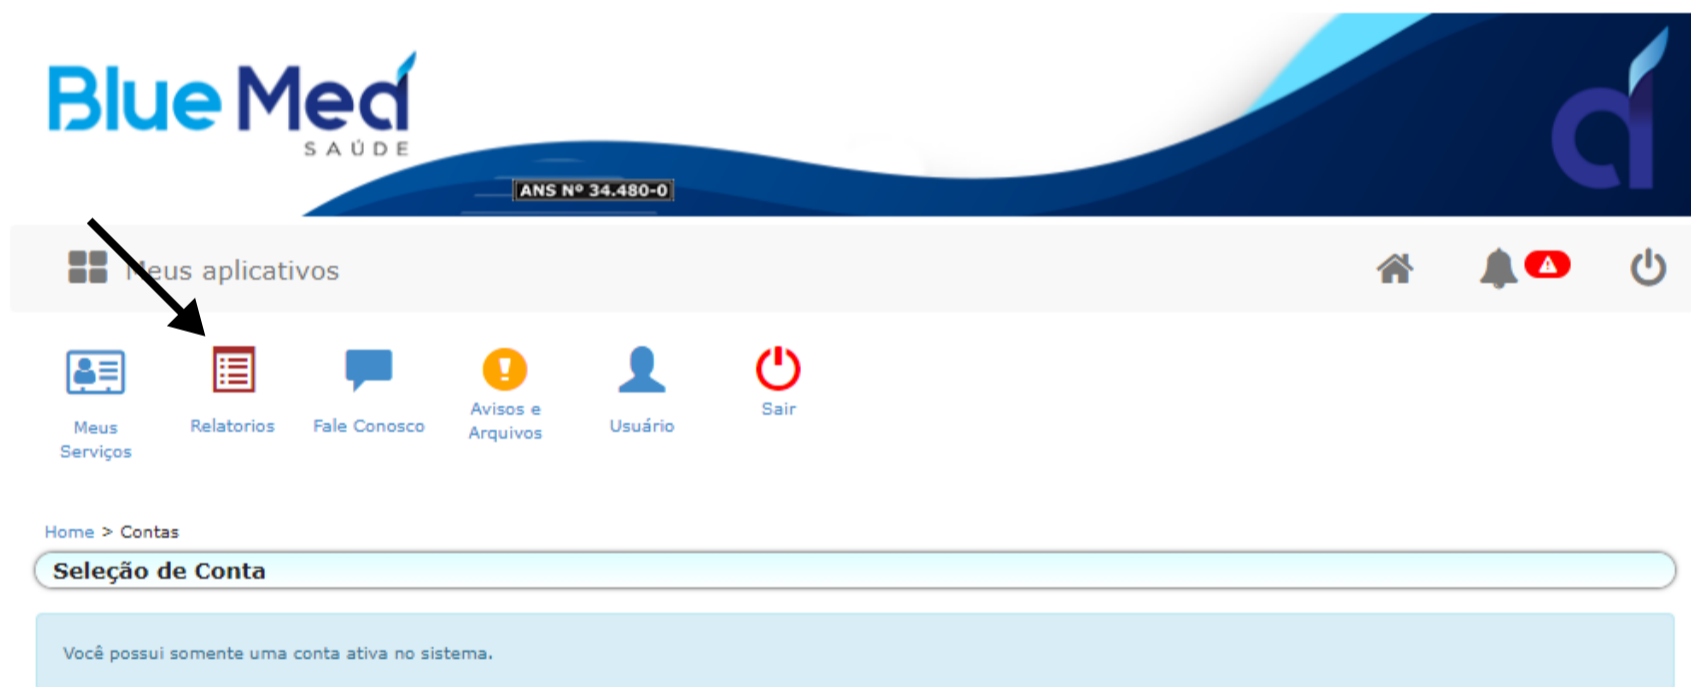 Blue Med
SAÚDE
ANS Nº 34.480-0
Meus aplicativos
Meus Serviços
Relatorios
Fale Conosco
Avisos e Arquivos
Usuário
Sair
Home > Contas
Seleção de Conta
Você possui somente uma conta ativa no sistema.